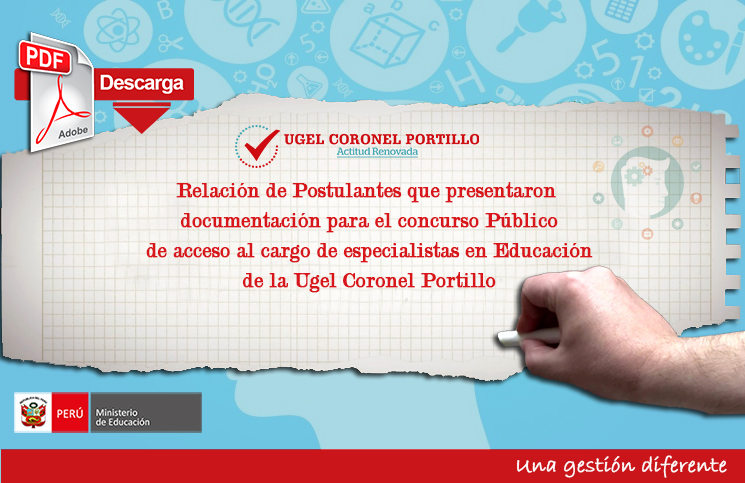 PDF
Descarga
Adobe
UGEL CORONEL PORTILLO
Actitud Renovada
Relación de Postulantes que presentaron
documentación para el concurso Público
de acceso al cargo de especialistas en Educación
de la Ugel Coronel Portillo
PERÚ
Ministerio
de Educación
Una gestión diferente